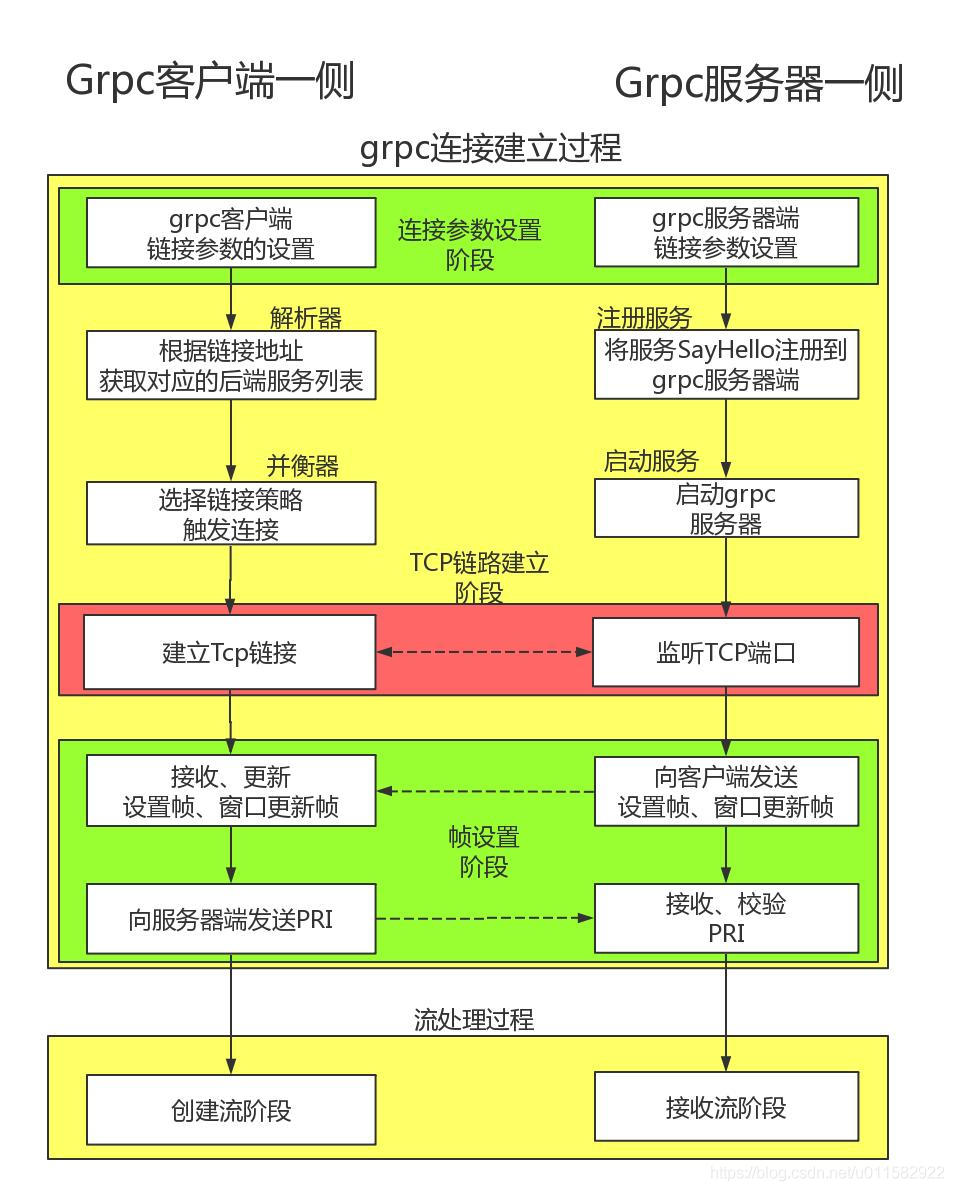 Grpc客户端一侧
Grpc服务器一侧
grpc连接建立过程
grpc客户端
链接参数的设置
连接参数设置
阶段
grpc服务器端
链接参数设置
解析器
注册服务
根据链接地址
获取对应的后端服务列表
将服务SayHello注册到
grpc服务器端
并衡器
启动服务
选择链接策略
触发连接
启动grpc
服务器
TCP链路建立
阶段
建立Tcp链接
监听TCP端口
接收、更新
设置帧、窗口更新帧
向客户端发送
设置帧、窗口更新帧
帧设置
阶段
向服务器端发送PRI
接收、校验
PRI
流处理过程
创建流阶段
接收流阶段
https://blog.csdn.net/u011582922